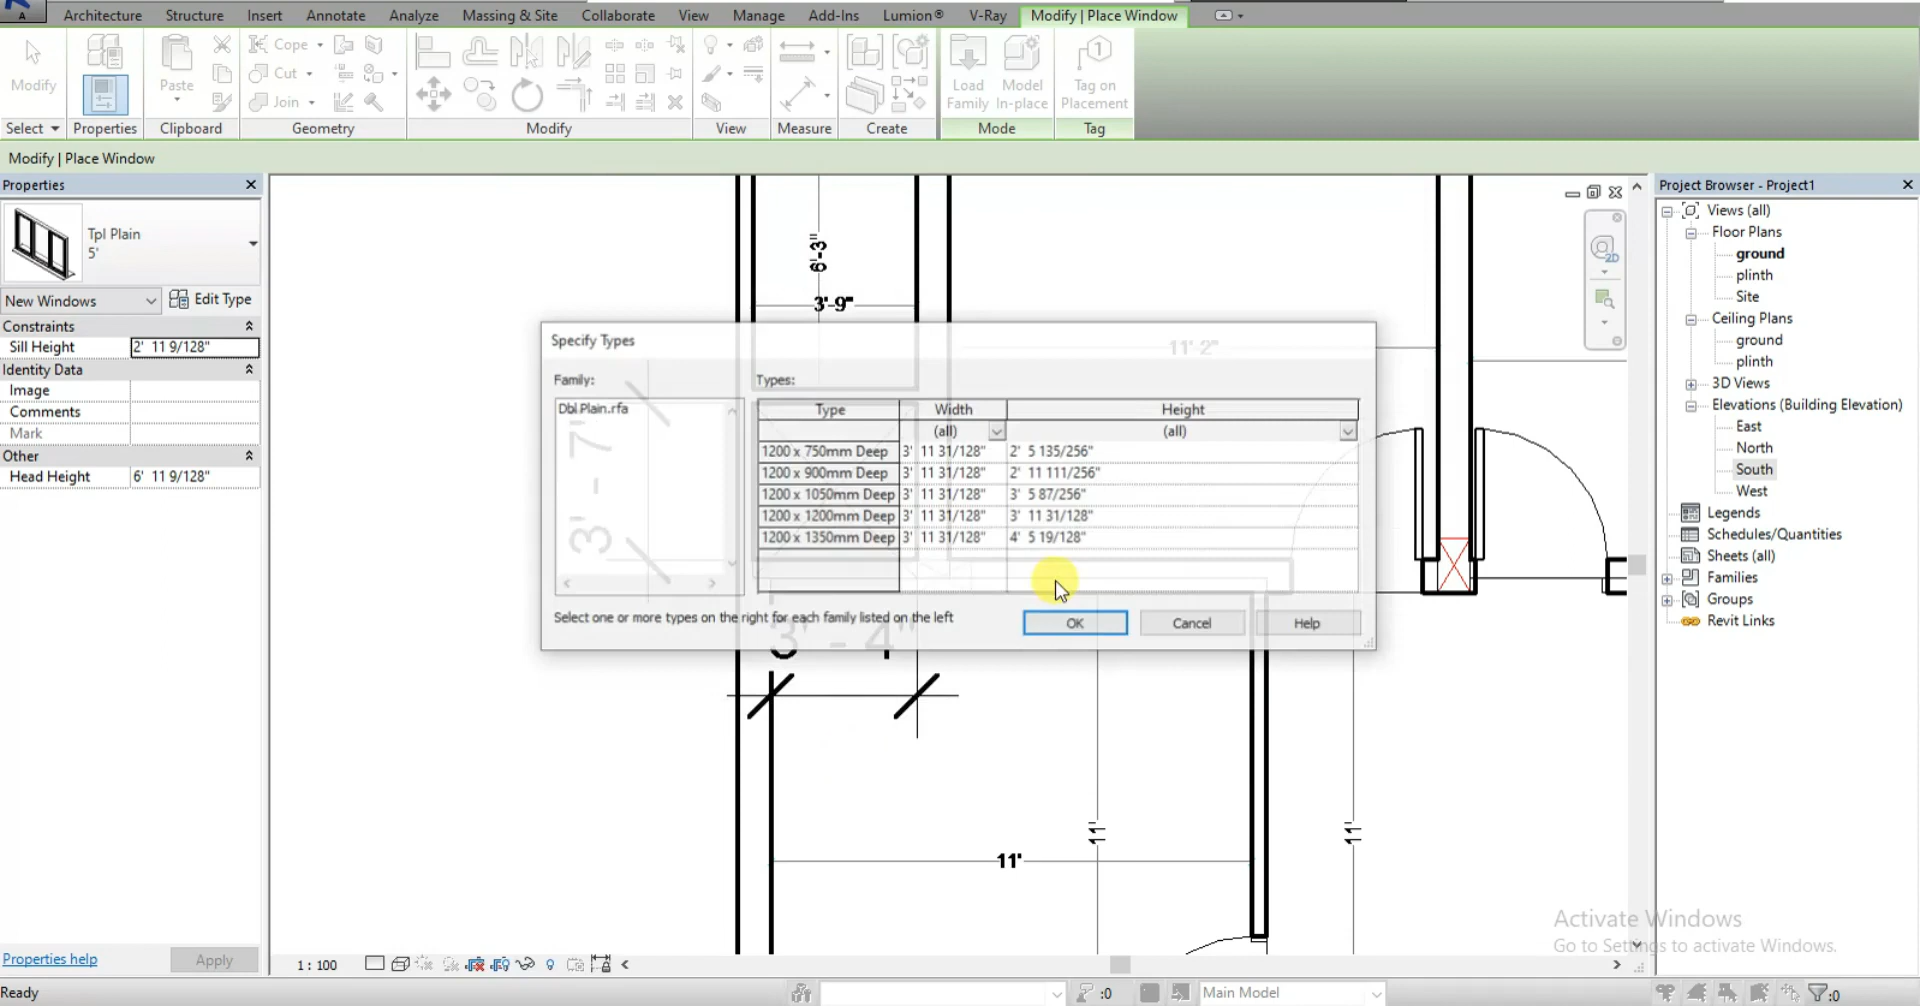 Architecture Structure Insert Annotate Analyze Massing & Site Collaborate View Manage Add-Ins Lumion® V-Ray Modify | Place Window
Modify
Paste
Cope
Cut
Join
Load Family
Model In-place
Tag on Placement
Select Properties Clipboard Geometry Modify View Measure Create Mode Tag
Modify | Place Window
Properties
Tpl Plain
5'
New Windows Edit Type
Constraints
Sill Height 2' 11 9/128"
Identity Data
Image
Comments
Mark
Other
Head Height 6' 11 9/128"
Properties help Apply
6'-3"
3'-9"
11'-2"
Specify Types
Family: Types:
Dbl Plain.rfa
Type Width Height
(all) (all)
1200 x 750mm Deep 3' 11 31/128" 2' 5 135/256"
1200 x 900mm Deep 3' 11 31/128" 2' 11 111/256"
1200 x 1050mm Deep 3' 11 31/128" 3' 5 87/256"
1200 x 1200mm Deep 3' 11 31/128" 3' 11 31/128"
1200 x 1350mm Deep 3' 11 31/128" 4' 5 19/128"
Select one or more types on the right for each family listed on the left
OK Cancel Help
3' - 7"
3' - 4"
11'
11'
11'
2D
Project Browser - Project1
Views (all)
Floor Plans
ground
plinth
Site
Ceiling Plans
ground
plinth
3D Views
Elevations (Building Elevation)
East
North
South
West
Legends
Schedules/Quantities
Sheets (all)
Families
Groups
Revit Links
Activate Windows
Go to Settings to activate Windows.
1 : 100
Ready
:0
Main Model
:0